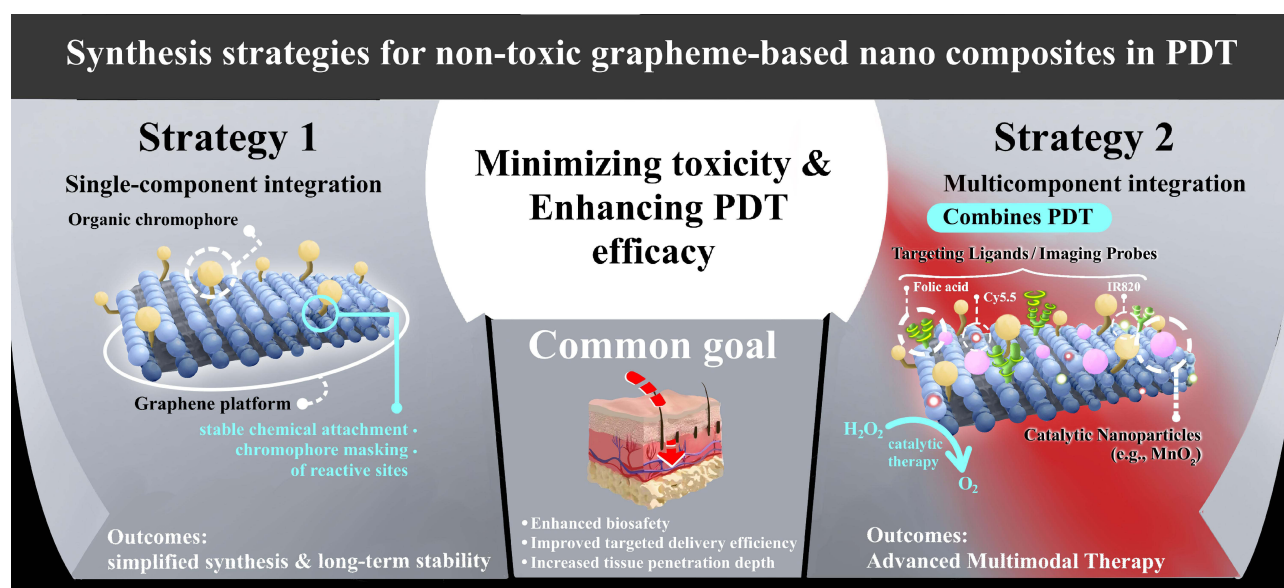 Synthesis strategies for non-toxic grapheme-based nano composites in PDT
Strategy 1
Single-component integration
Organic chromophore
Graphene platform
stable chemical attachment •
chromophore masking •
of reactive sites
Outcomes:
simplified synthesis & long-term stability
Minimizing toxicity &
Enhancing PDT
efficacy
Common goal
• Enhanced biosafety
• Improved targeted delivery efficiency
• Increased tissue penetration depth
Strategy 2
Multicomponent integration
Combines PDT
Targeting Ligands / Imaging Probes
Folic acid
Cy5.5
IR820
H₂O₂
catalytic
therapy
O₂
Catalytic Nanoparticles
(e.g., MnO₂)
Outcomes:
Advanced Multimodal Therapy